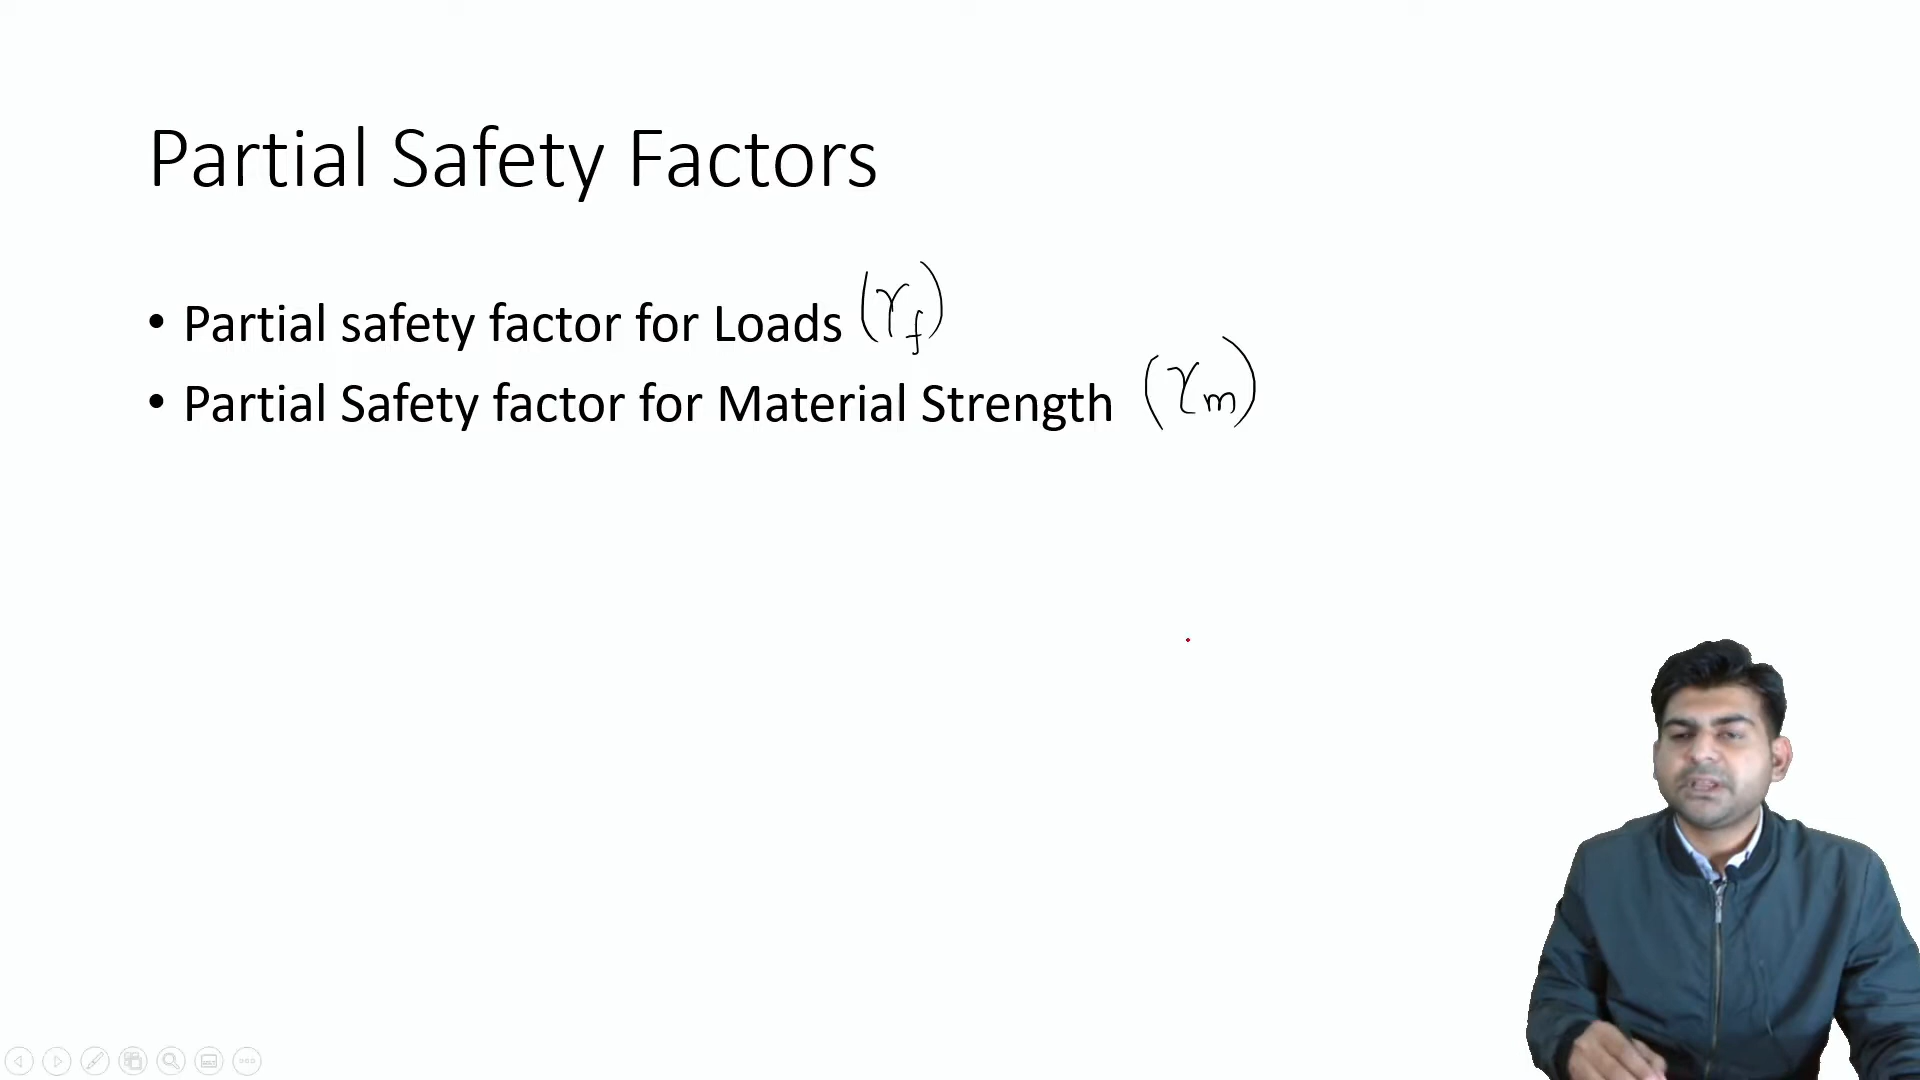 Partial Safety Factors
• Partial safety factor for Loads (γf)
• Partial Safety factor for Material Strength (γm)